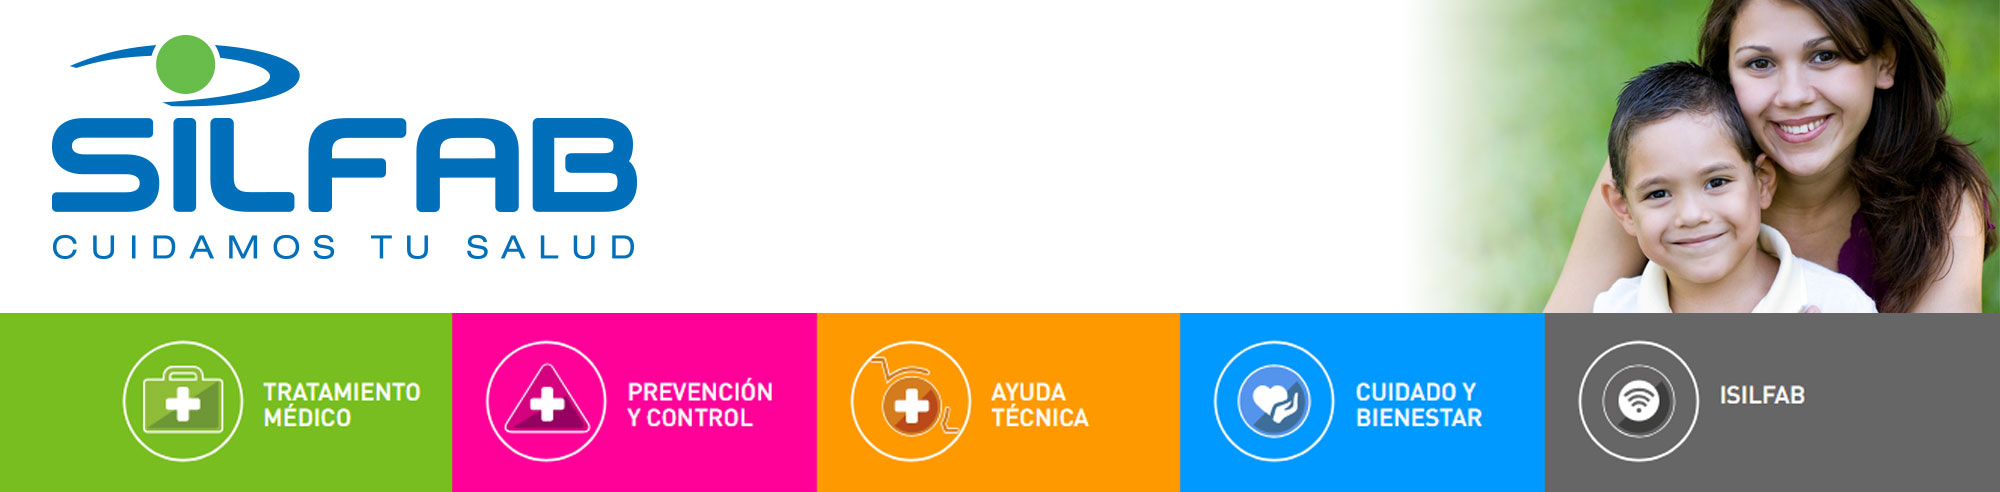 SILFAB
CUIDAMOS TU SALUD
TRATAMIENTO
MÉDICO
PREVENCIÓN
Y CONTROL
AYUDA
TÉCNICA
CUIDADO Y
BIENESTAR
ISILFAB